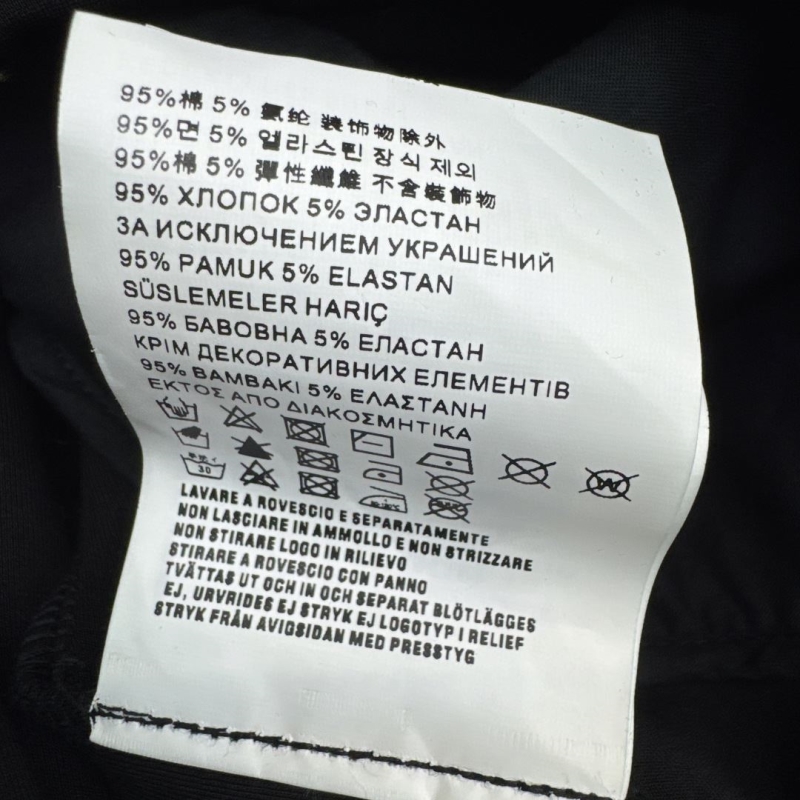 95%棉 5% 氨纶 装饰物除外
95%면 5% 엘라스틴 장식 제외
95%棉 5% 彈性纖維 不含裝飾物
95% ХЛОПОК 5% ЭЛАСТАН
ЗА ИСКЛЮЧЕНИЕМ УКРАШЕНИЙ
95% PAMUK 5% ELASTAN
SÜSLEMELER HARIÇ
95% БАВОВНА 5% ЕЛАСТАН
КРІМ ДЕКОРАТИВНИХ ЕЛЕМЕНТІВ
95% ΒΑΜΒΑΚΙ 5% ΕΛΑΣΤΑΝΗ
ΕΚΤΟΣ ΑΠΟ ΔΙΑΚΟΣΜΗΤΙΚΑ
30
LAVARE A ROVESCIO E SEPARATAMENTE
NON LASCIARE IN AMMOLLO E NON STRIZZARE
NON STIRARE LOGO IN RILIEVO
STIRARE A ROVESCIO CON PANNO
TVÄTTAS UT OCH IN OCH SEPARAT BLÖTLÄGGES
EJ, URVRIDES EJ STRYK EJ LOGOTYP I RELIEF
STRYK FRÅN AVIGSIDAN MED PRESSTYG